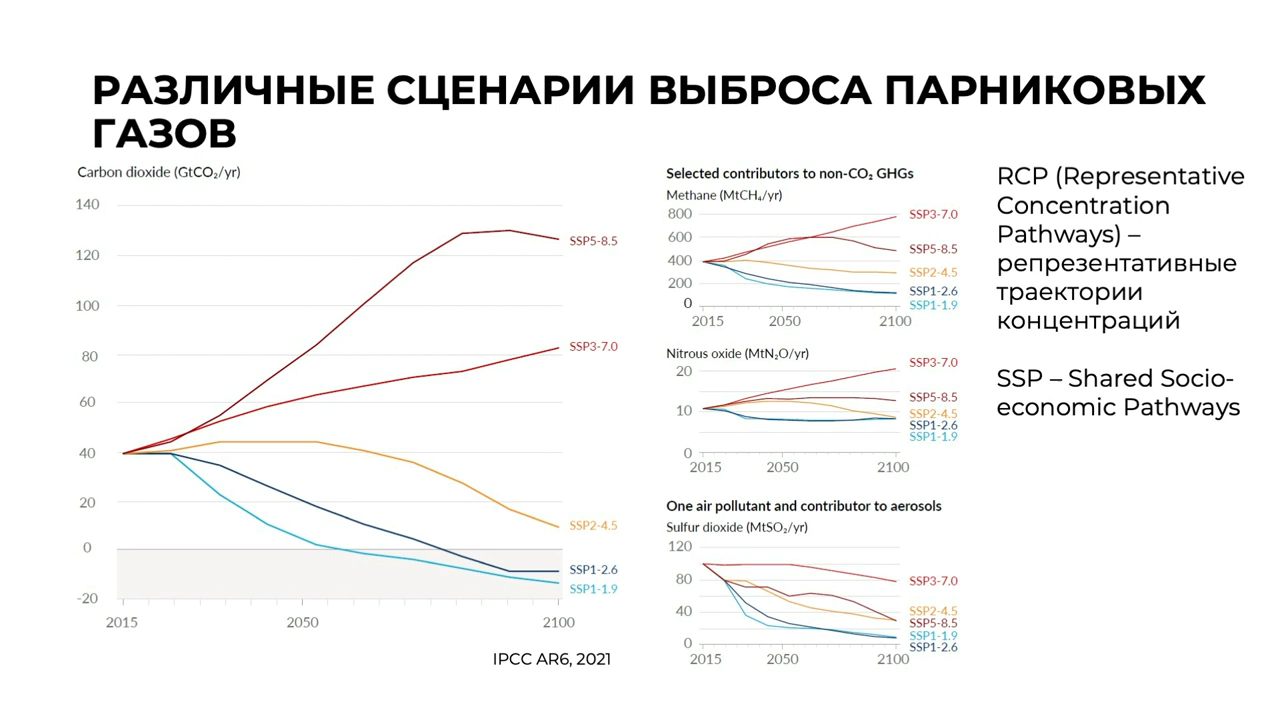 РАЗЛИЧНЫЕ СЦЕНАРИИ ВЫБРОСА ПАРНИКОВЫХ
ГАЗОВ
Carbon dioxide (GtCO₂/yr)
140
120
100
80
60
40
20
0
-20
2015
2050
2100
SSP5-8.5
SSP3-7.0
SSP2-4.5
SSP1-2.6
SSP1-1.9
IPCC AR6, 2021
Selected contributors to non-CO₂ GHGs
Methane (MtCH₄/yr)
800
600
400
200
0
2015
2050
2100
SSP3-7.0
SSP5-8.5
SSP2-4.5
SSP1-2.6
SSP1-1.9
Nitrous oxide (MtN₂O/yr)
20
10
0
2015
2050
2100
SSP3-7.0
SSP5-8.5
SSP2-4.5
SSP1-2.6
SSP1-1.9
One air pollutant and contributor to aerosols
Sulfur dioxide (MtSO₂/yr)
120
80
40
0
2015
2050
2100
SSP3-7.0
SSP2-4.5
SSP5-8.5
SSP1-1.9
SSP1-2.6
RCP (Representative
Concentration
Pathways) –
репрезентативные
траектории
концентраций
SSP – Shared Socio-
economic Pathways